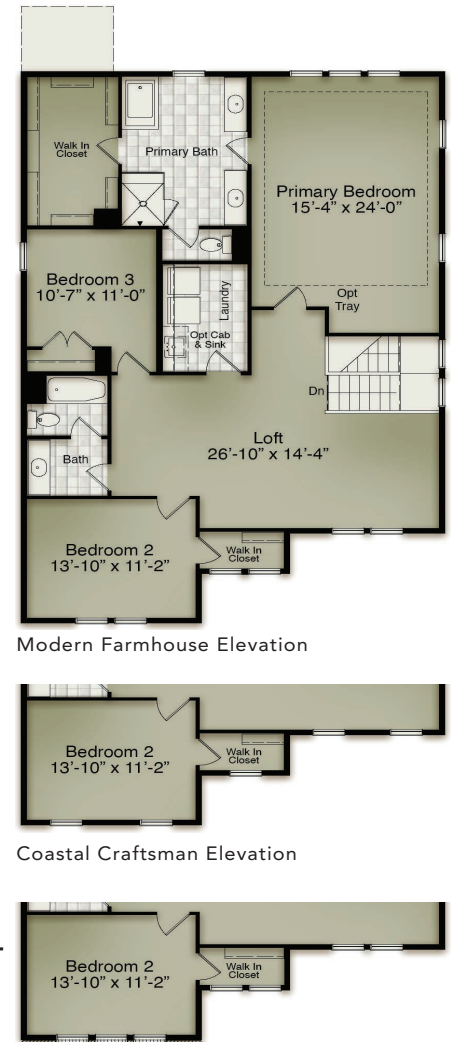 Walk In
Closet
Primary Bath
Primary Bedroom
15'-4" x 24'-0"
Opt
Tray
Bedroom 3
10'-7" x 11'-0"
Laundry
Opt Cab
& Sink
Dn
Loft
26'-10" x 14'-4"
Bath
Bedroom 2
13'-10" x 11'-2"
Walk In
Closet
Modern Farmhouse Elevation
Bedroom 2
13'-10" x 11'-2"
Walk In
Closet
Coastal Craftsman Elevation
Bedroom 2
13'-10" x 11'-2"
Walk In
Closet